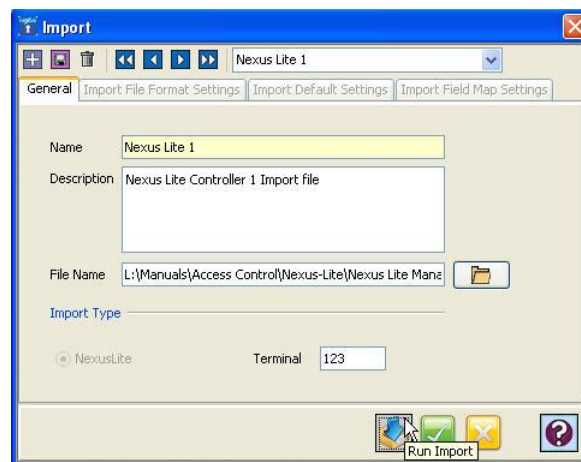 Import
Nexus Lite 1
General Import File Format Settings Import Default Settings Import Field Map Settings
Name Nexus Lite 1
Description Nexus Lite Controller 1 Import file
File Name L:\Manuals\Access Control\Nexus-Lite\Nexus Lite Mana
Import Type
NexusLite Terminal 123
?
Run Import